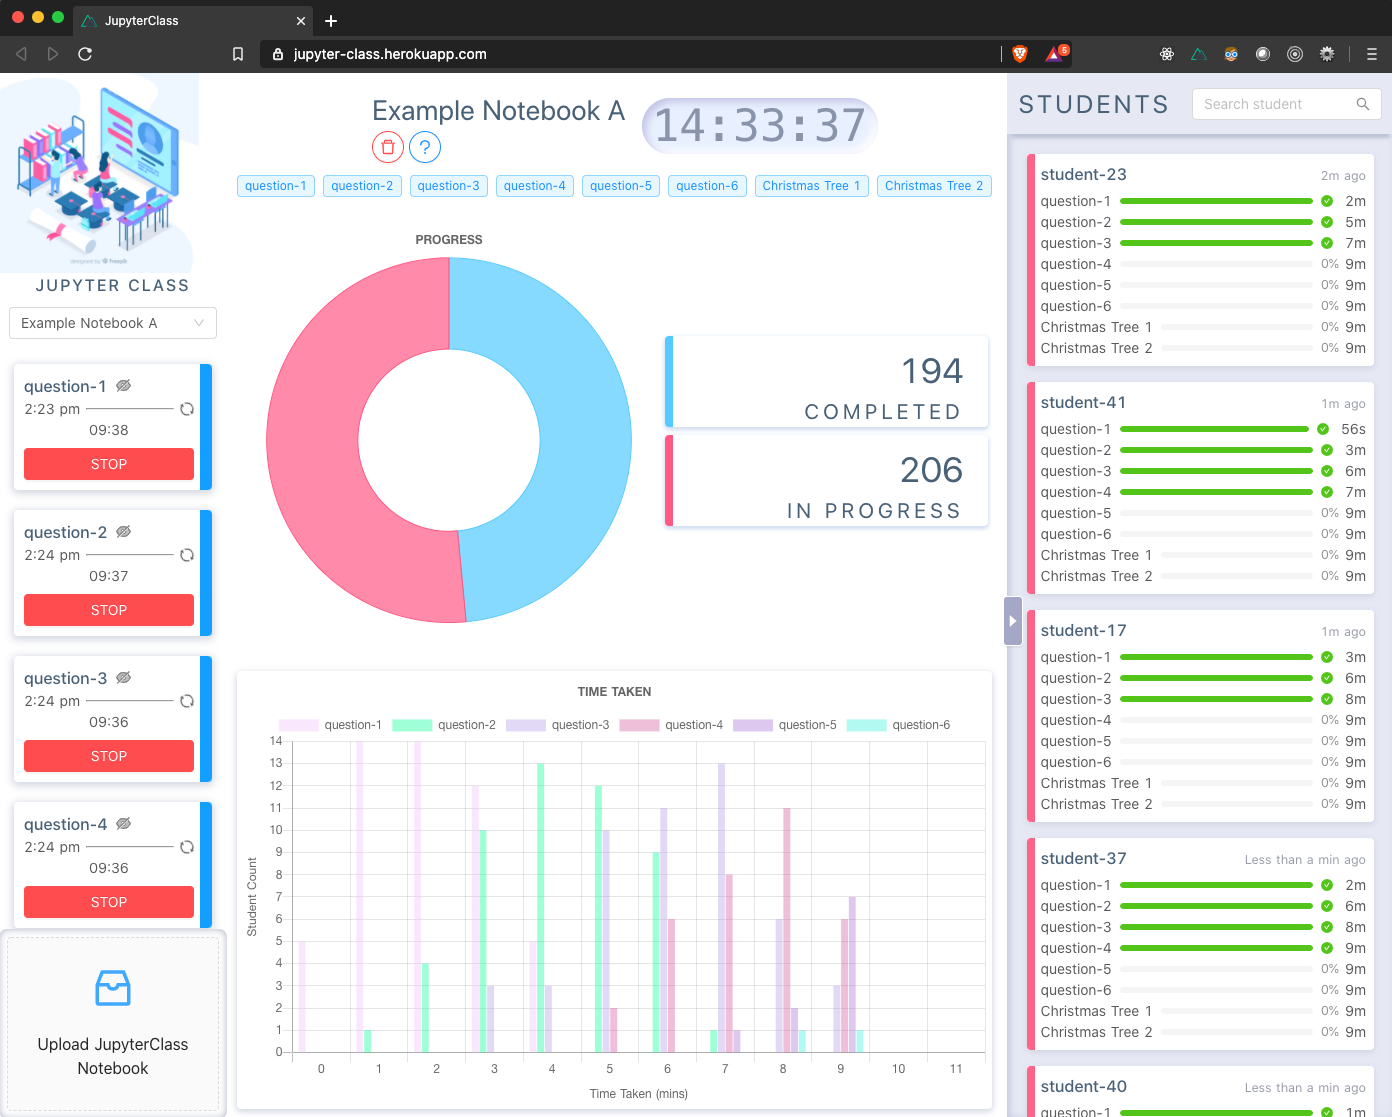 JupyterClass
jupyter-class.herokuapp.com
5
designed by freepik
JUPYTER CLASS
Example Notebook A
question-1
2:23 pm
09:38
STOP
question-2
2:24 pm
09:37
STOP
question-3
2:24 pm
09:36
STOP
question-4
2:24 pm
09:36
STOP
Upload JupyterClass
Notebook
Example Notebook A
14:33:37
?
question-1 question-2 question-3 question-4 question-5 question-6 Christmas Tree 1 Christmas Tree 2
PROGRESS
194
COMPLETED
206
IN PROGRESS
TIME TAKEN
question-1 question-2 question-3 question-4 question-5 question-6
14
13
12
11
10
9
8
7
6
5
4
3
2
1
0
Student Count
0 1 2 3 4 5 6 7 8 9 10 11
Time Taken (mins)
STUDENTS
Search student
student-23 2m ago
question-1 2m
question-2 5m
question-3 7m
question-4 0% 9m
question-5 0% 9m
question-6 0% 9m
Christmas Tree 1 0% 9m
Christmas Tree 2 0% 9m
student-41 1m ago
question-1 56s
question-2 3m
question-3 6m
question-4 7m
question-5 0% 9m
question-6 0% 9m
Christmas Tree 1 0% 9m
Christmas Tree 2 0% 9m
student-17 1m ago
question-1 3m
question-2 6m
question-3 8m
question-4 0% 9m
question-5 0% 9m
question-6 0% 9m
Christmas Tree 1 0% 9m
Christmas Tree 2 0% 9m
student-37 Less than a min ago
question-1 2m
question-2 6m
question-3 8m
question-4 9m
question-5 0% 9m
question-6 0% 9m
Christmas Tree 1 0% 9m
Christmas Tree 2 0% 9m
student-40 Less than a min ago
question-1 1m